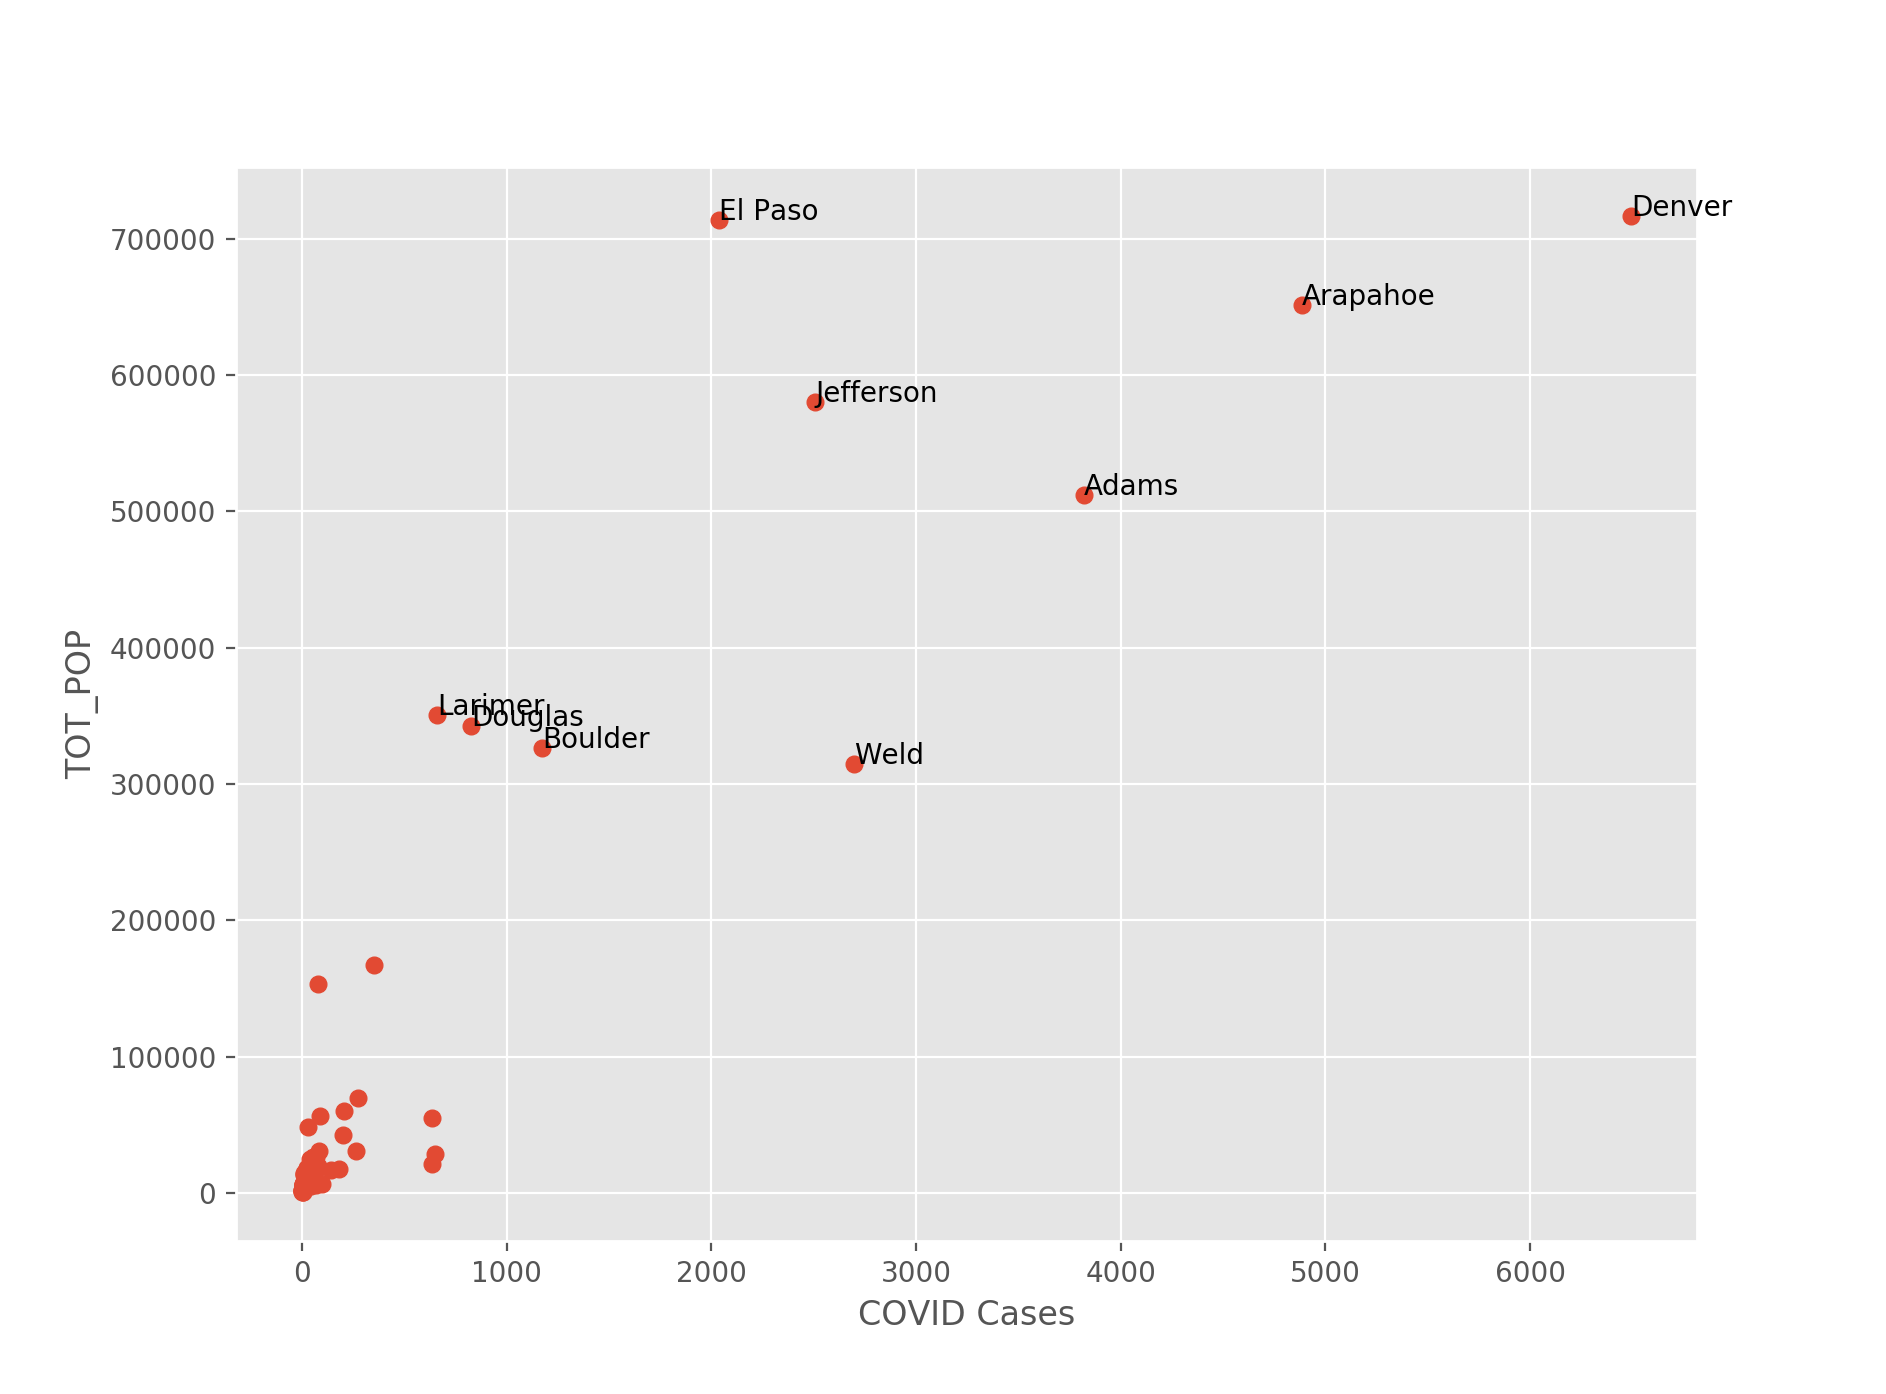 El Paso
Denver
700000
Arapahoe
600000
Jefferson
Adams
500000
400000
Larimer
Douglas
Boulder
Weld
300000
200000
100000
0
TOT_POP
0 1000 2000 3000 4000 5000 6000
COVID Cases